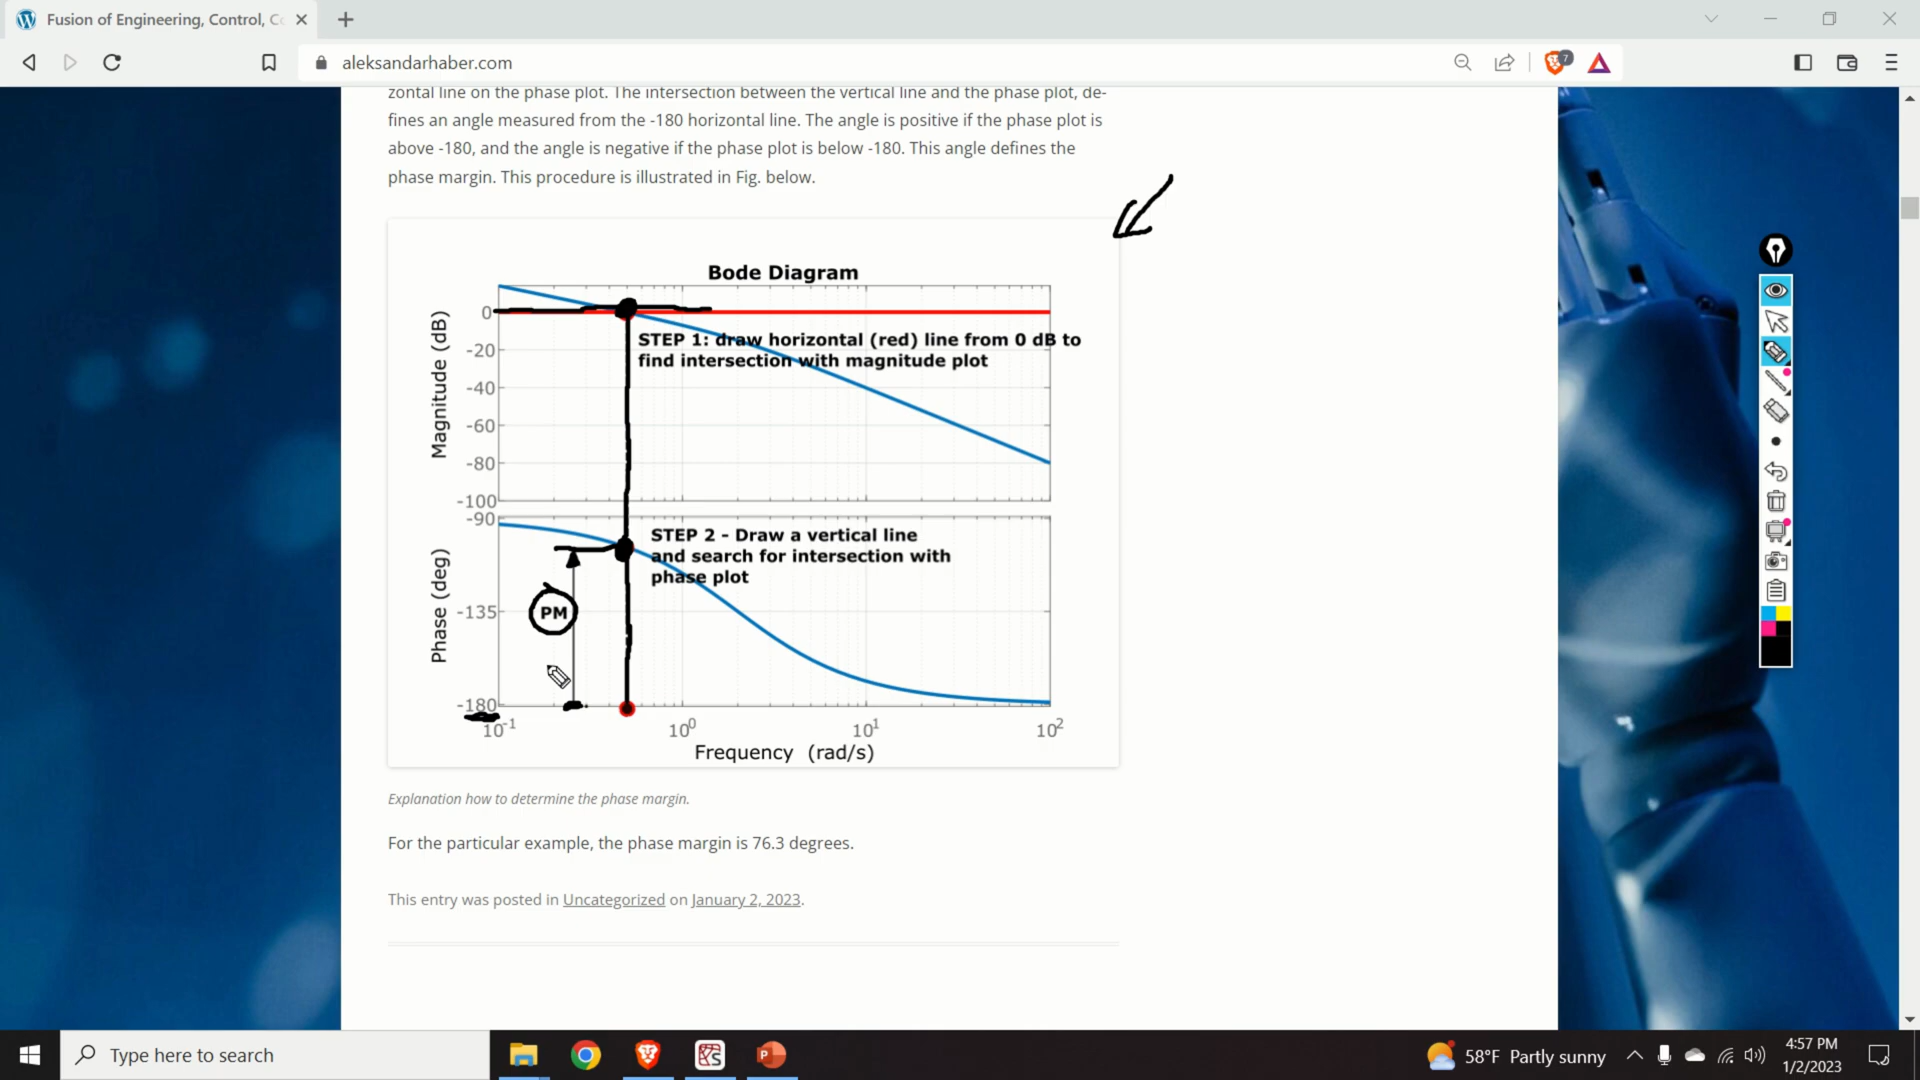 Fusion of Engineering, Control, Co
aleksandarhaber.com
7
zontal line on the phase plot. The intersection between the vertical line and the phase plot, de-
fines an angle measured from the -180 horizontal line. The angle is positive if the phase plot is
above -180, and the angle is negative if the phase plot is below -180. This angle defines the
phase margin. This procedure is illustrated in Fig. below.
Bode Diagram
Magnitude (dB)
0
-20
-40
-60
-80
-100
STEP 1: draw horizontal (red) line from 0 dB to
find intersection with magnitude plot
Phase (deg)
-90
-135
-180
STEP 2 - Draw a vertical line
and search for intersection with
phase plot
PM
10-1 100 101 102
Frequency (rad/s)
Explanation how to determine the phase margin.
For the particular example, the phase margin is 76.3 degrees.
This entry was posted in Uncategorized on January 2, 2023.
Type here to search
58°F Partly sunny
4:57 PM
1/2/2023